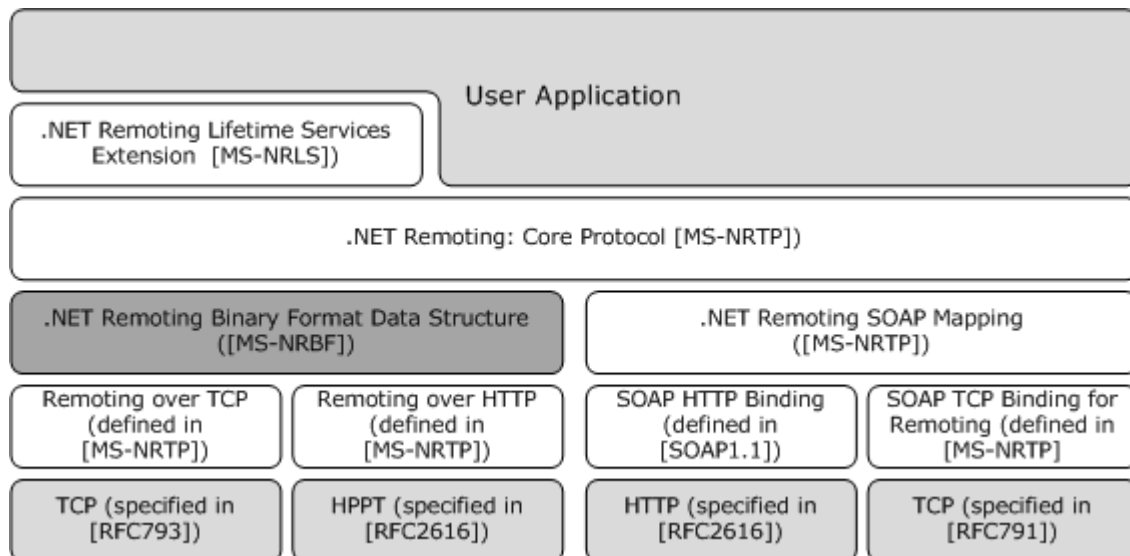 User Application
.NET Remoting Lifetime Services
Extension [MS-NRLS])
.NET Remoting: Core Protocol [MS-NRTP])
.NET Remoting Binary Format Data Structure
([MS-NRBF])
.NET Remoting SOAP Mapping
([MS-NRTP])
Remoting over TCP
(defined in
[MS-NRTP])
Remoting over HTTP
(defined in
[MS-NRTP])
SOAP HTTP Binding
(defined in
[SOAP1.1])
SOAP TCP Binding for
Remoting (defined in
[MS-NRTP]
TCP (specified in
[RFC793])
HPPT (specified in
[RFC2616])
HTTP (specified in
[RFC2616])
TCP (specified in
[RFC791])